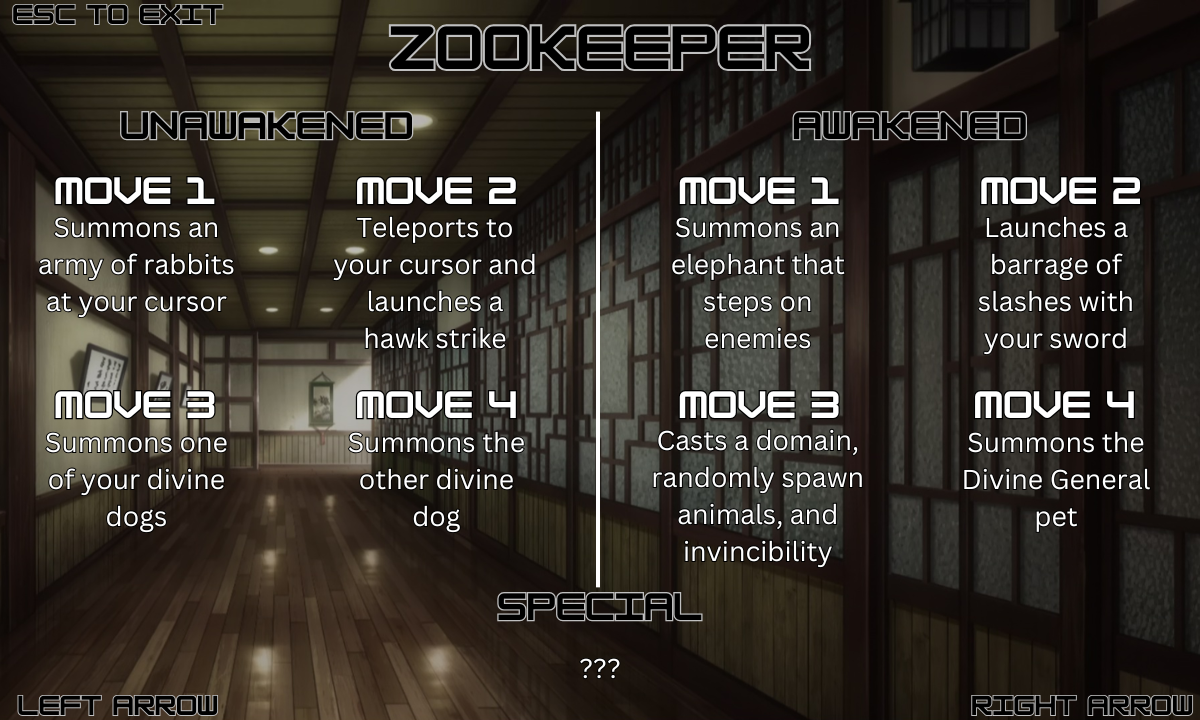 ESC TO EXIT
ZOOKEEPER
UNAWAKENED
MOVE 1
Summons an
army of rabbits
at your cursor
MOVE 2
Teleports to
your cursor and
launches a
hawk strike
MOVE 3
Summons one
of your divine
dogs
MOVE 4
Summons the
other divine
dog
AWAKENED
MOVE 1
Summons an
elephant that
steps on
enemies
MOVE 2
Launches a
barrage of
slashes with
your sword
MOVE 3
Casts a domain,
randomly spawn
animals, and
invincibility
MOVE 4
Summons the
Divine General
pet
SPECIAL
???
LEFT ARROW
RIGHT ARROW